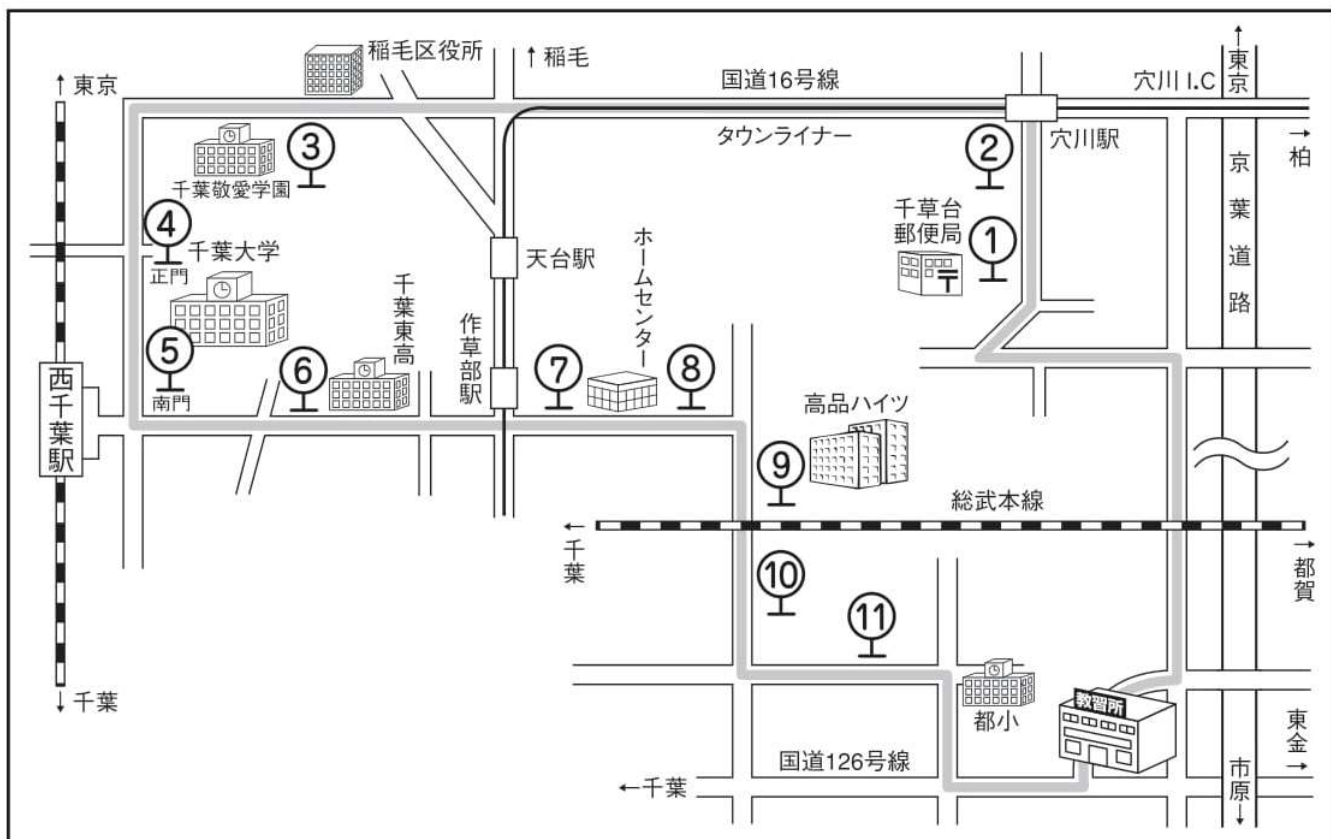 ↑東京
稲毛区役所
↑稲毛
国道16号線
穴川 I.C
↑東京
タウンライナー
穴川駅
→柏
③
②
千葉敬愛学園
千草台
郵便局
①
京葉道路
④
千葉大学
正門
天台駅
ホームセンター
千葉東高
作草部駅
⑤
南門
⑥
⑦
⑧
西千葉駅
高品ハイツ
⑨
総武本線
←千葉
→都賀
⑩
⑪
↓千葉
都小
教習所
国道126号線
←千葉
東金→
市原↓